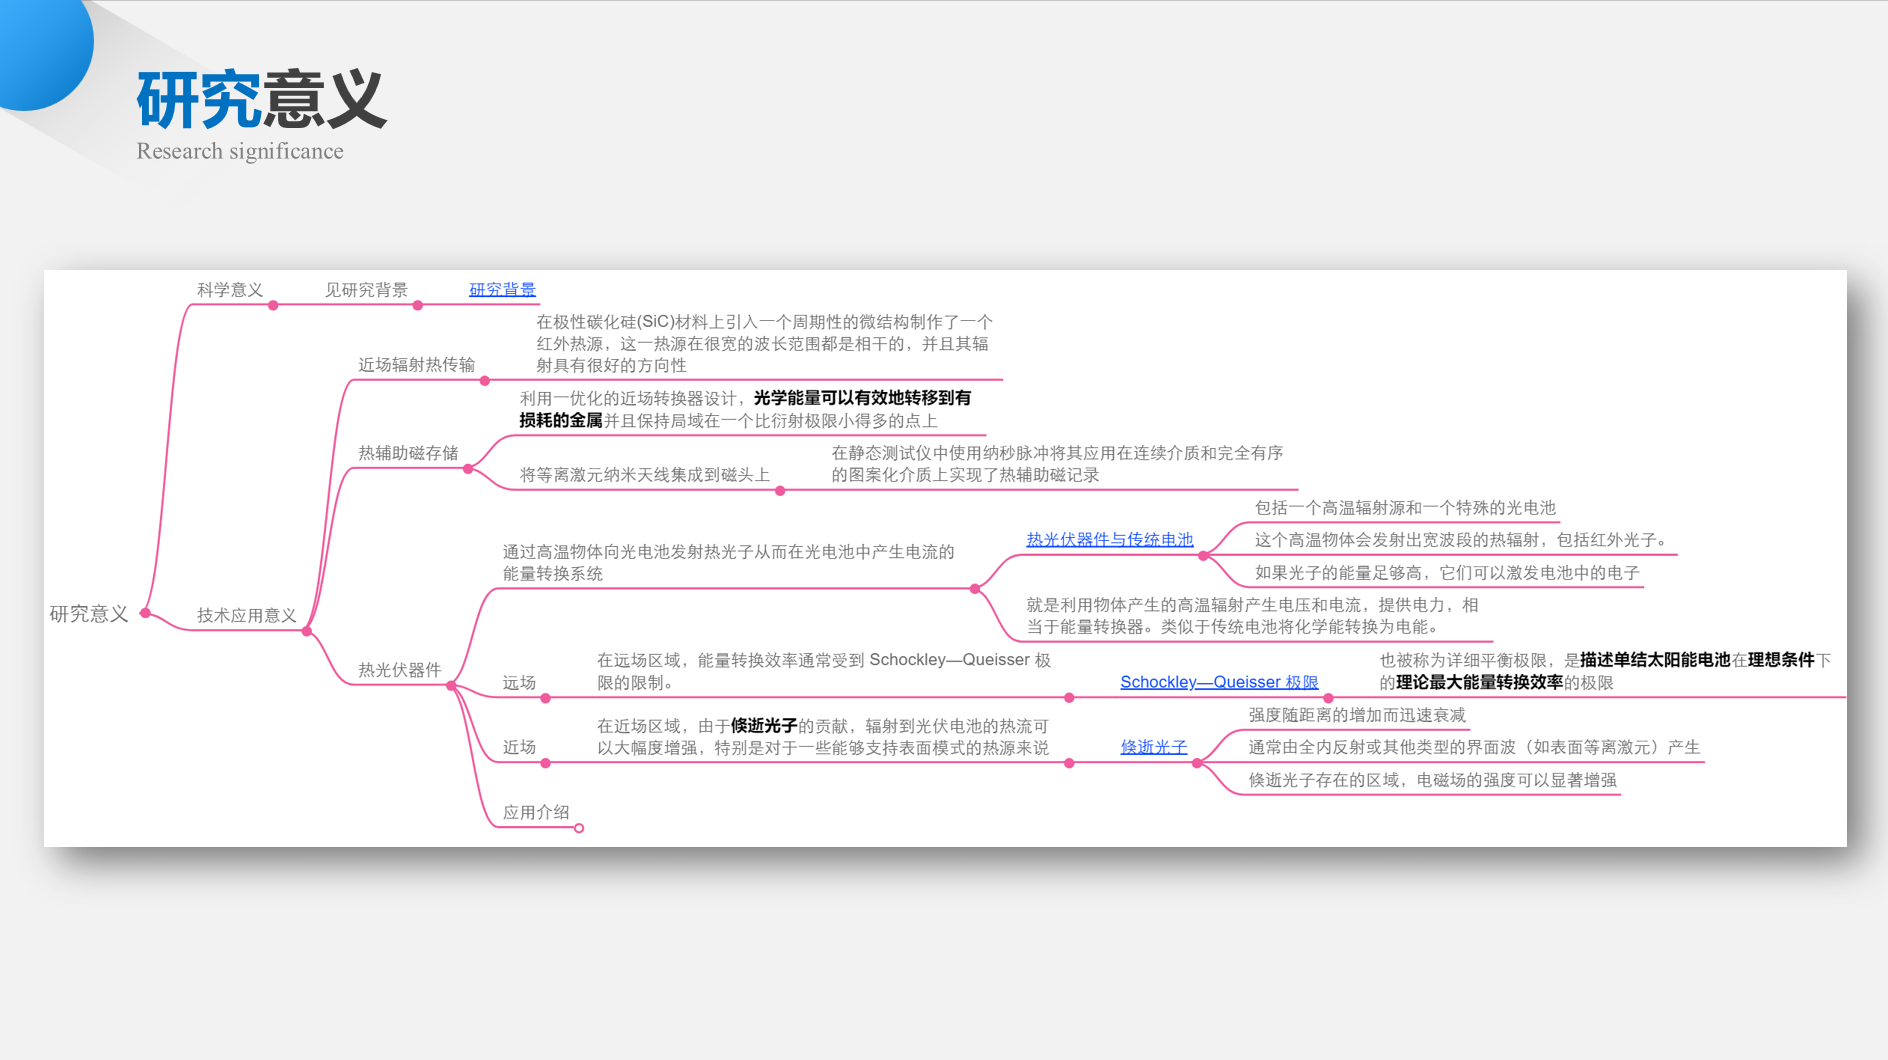 研究意义
Research significance
科学意义
见研究背景
研究背景
在极性碳化硅(SiC)材料上引入一个周期性的微结构制作了一个
红外热源，这一热源在很宽的波长范围都是相干的，并且其辐
射具有很好的方向性
近场辐射热传输
利用一优化的近场转换器设计，光学能量可以有效地转移到有
损耗的金属并且保持局域在一个比衍射极限小得多的点上
热辅助磁存储
将等离激元纳米天线集成到磁头上
在静态测试仪中使用纳秒脉冲将其应用在连续介质和完全有序
的图案化介质上实现了热辅助磁记录
研究意义
技术应用意义
热光伏器件
通过高温物体向光电池发射热光子从而在光电池中产生电流的
能量转换系统
热光伏器件与传统电池
包括一个高温辐射源和一个特殊的光电池
这个高温物体会发射出宽波段的热辐射，包括红外光子。
如果光子的能量足够高，它们可以激发电池中的电子
就是利用物体产生的高温辐射产生电压和电流，提供电力，相
当于能量转换器。类似于传统电池将化学能转换为电能。
远场
在远场区域，能量转换效率通常受到 Schockley—Queisser 极
限的限制。
Schockley—Queisser 极限
也被称为详细平衡极限，是描述单结太阳能电池在理想条件下
的理论最大能量转换效率的极限
近场
在近场区域，由于倏逝光子的贡献，辐射到光伏电池的热流可
以大幅度增强，特别是对于一些能够支持表面模式的热源来说
倏逝光子
强度随距离的增加而迅速衰减
通常由全内反射或其他类型的界面波（如表面等离激元）产生
倏逝光子存在的区域，电磁场的强度可以显著增强
应用介绍